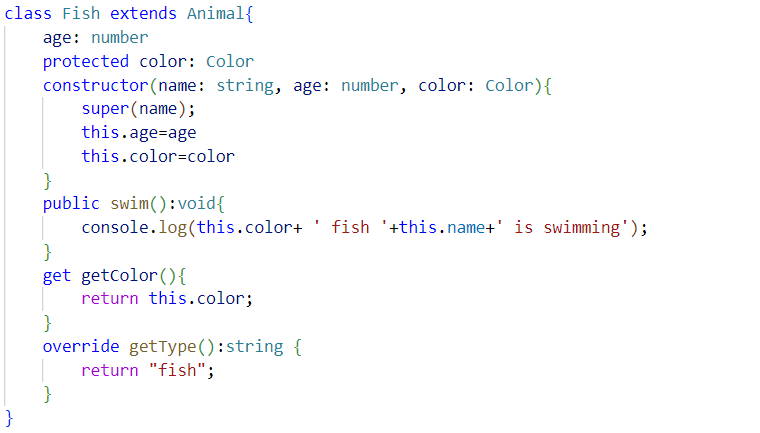 class Fish extends Animal{
    age: number
    protected color: Color
    constructor(name: string, age: number, color: Color){
        super(name);
        this.age=age
        this.color=color
    }
    public swim():void{
        console.log(this.color+ ' fish '+this.name+' is swimming');
    }
    get getColor(){
        return this.color;
    }
    override getType():string {
        return "fish";
    }
}